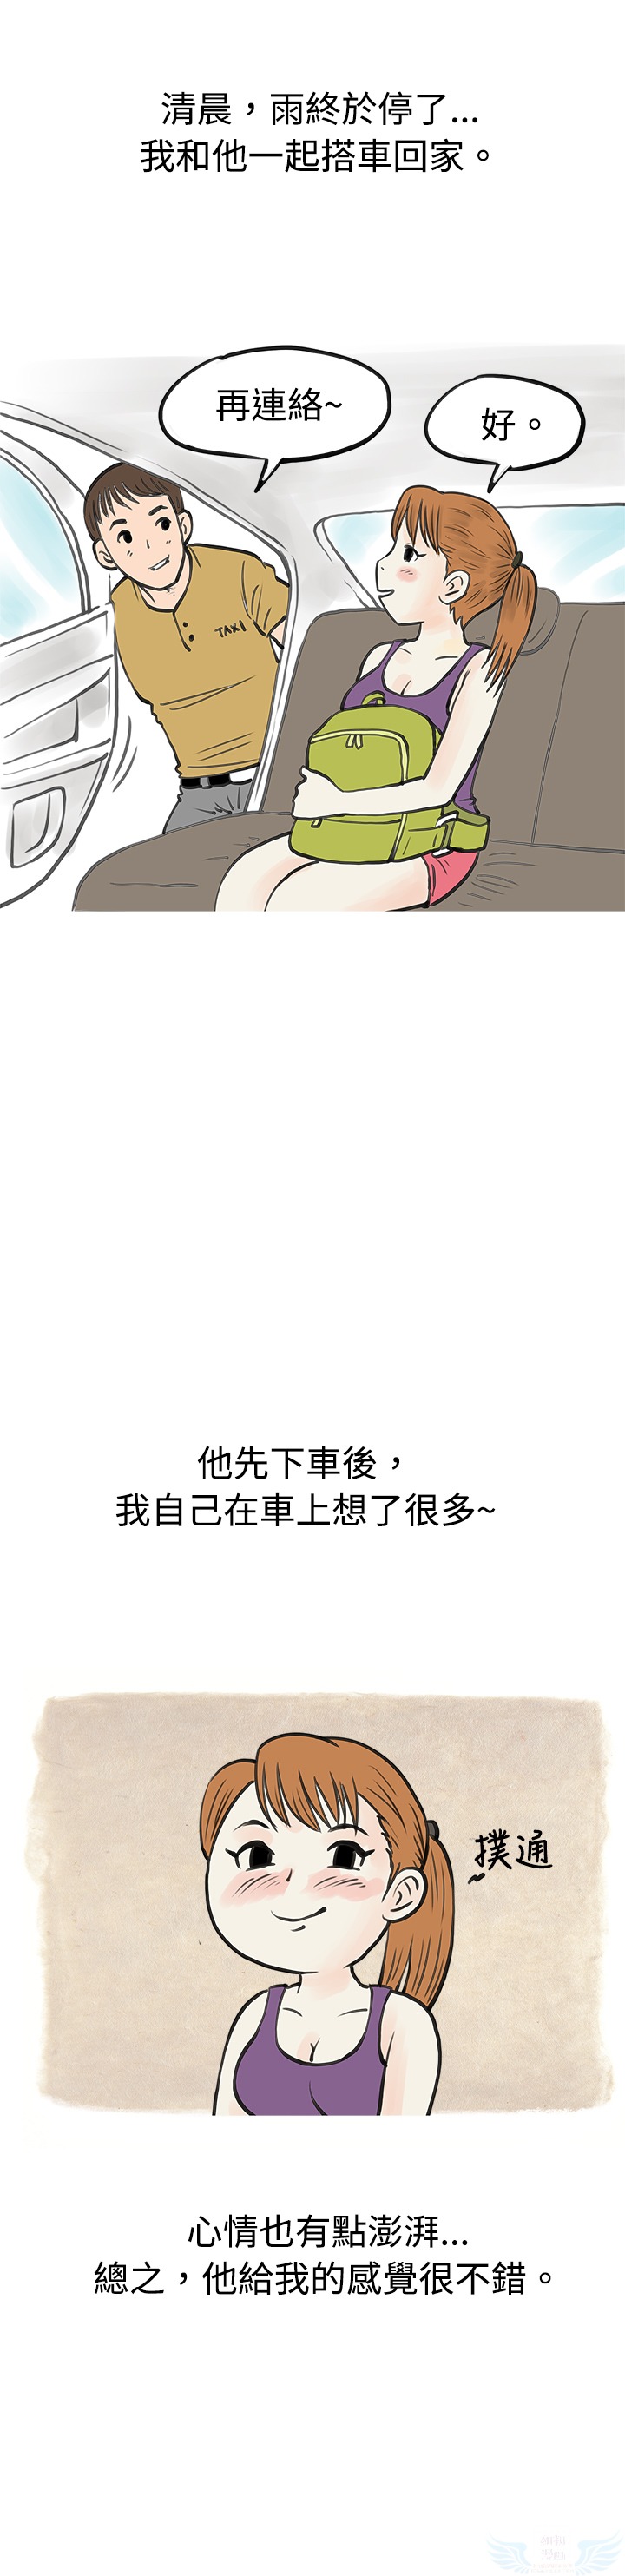 清晨，雨終於停了...
我和他一起搭車回家。
再連絡~
好。
TAXI
他先下車後，
我自己在車上想了很多~
撲通
心情也有點澎湃...
總之，他給我的感覺很不錯。